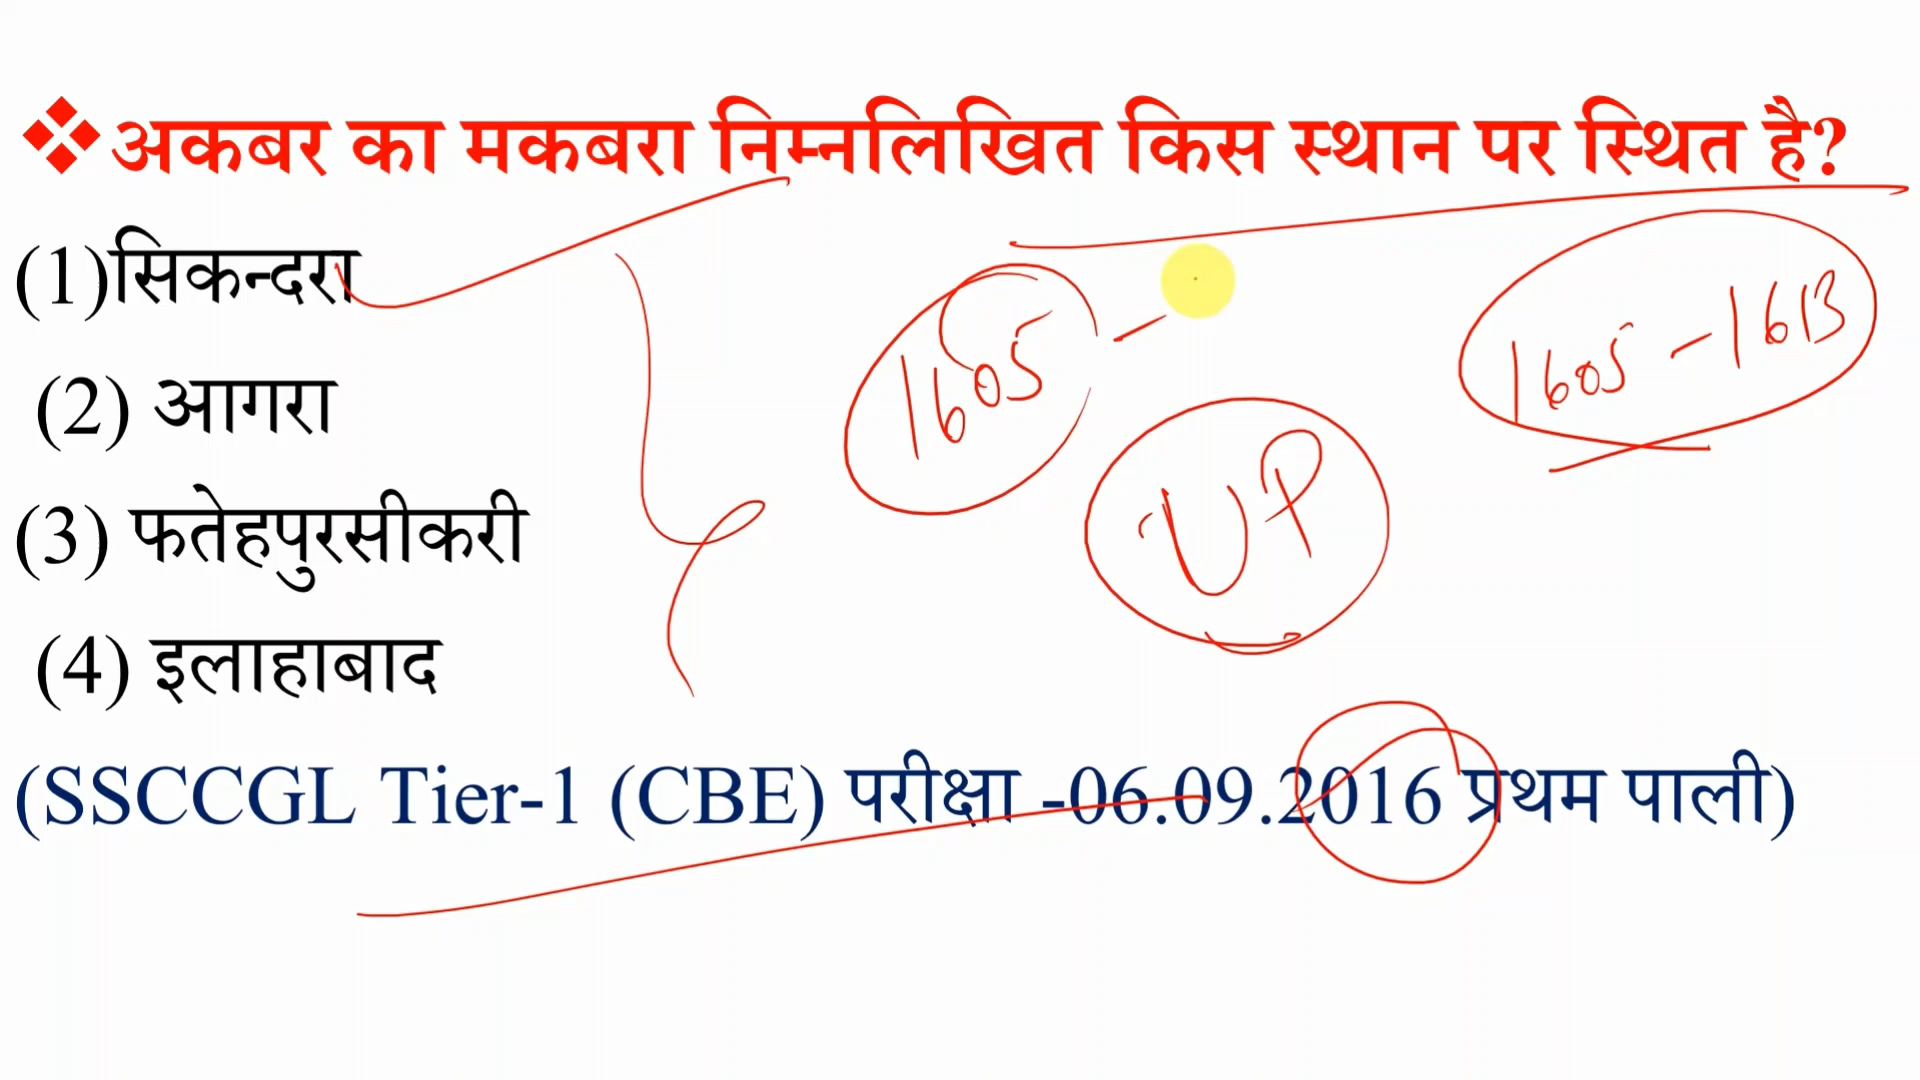 ❖अकबर का मकबरा निम्नलिखित किस स्थान पर स्थित है?
(1)सिकन्दरा
(2) आगरा
(3) फतेहपुरसीकरी
(4) इलाहाबाद
1605 –
1605 – 1613
UP
(SSCCGL Tier-1 (CBE) परीक्षा -06.09.2016 प्रथम पाली)